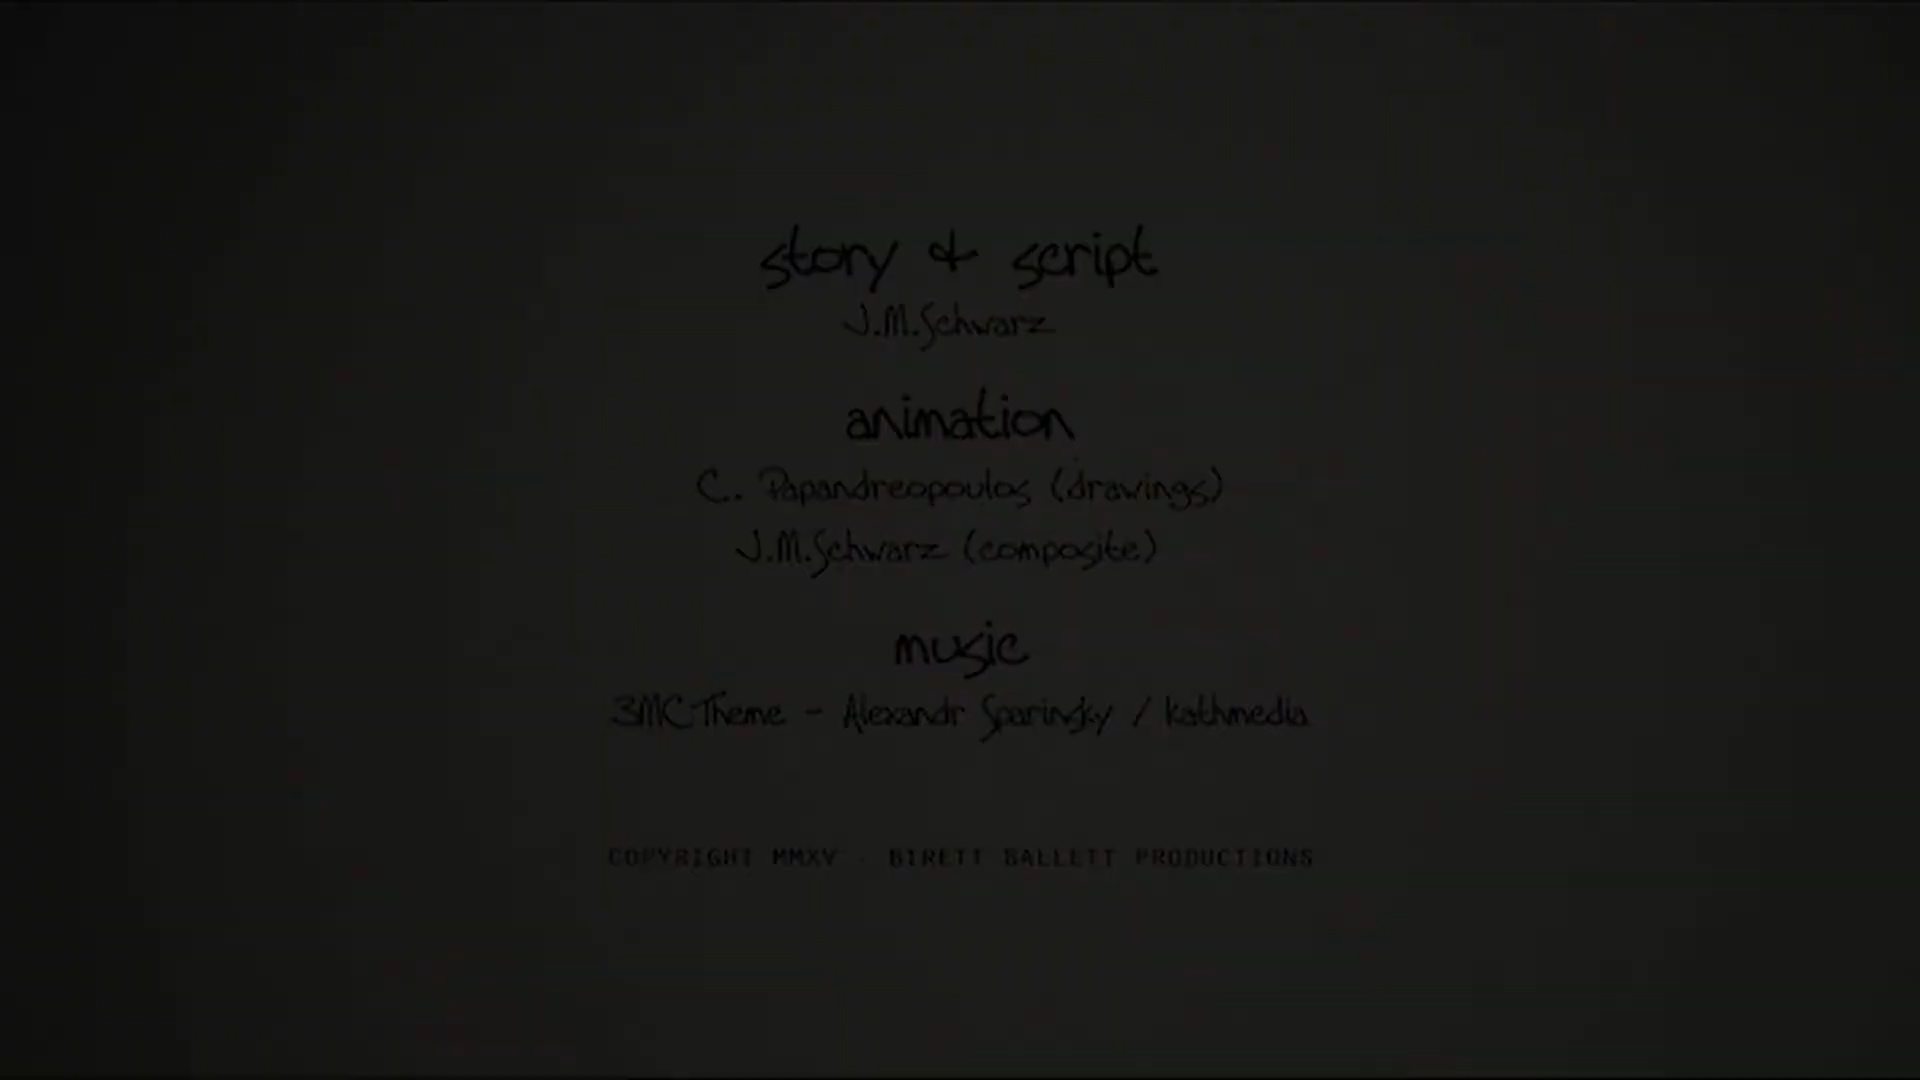 story & script
J.M.Schwarz
animation
C. Papandreopoulos (drawings)
J.M.Schwarz (composite)
music
3MC Theme - Alexandr Sparinsky / kathmedia
COPYRIGHT MMXV - BIRETT BALLETT PRODUCTIONS